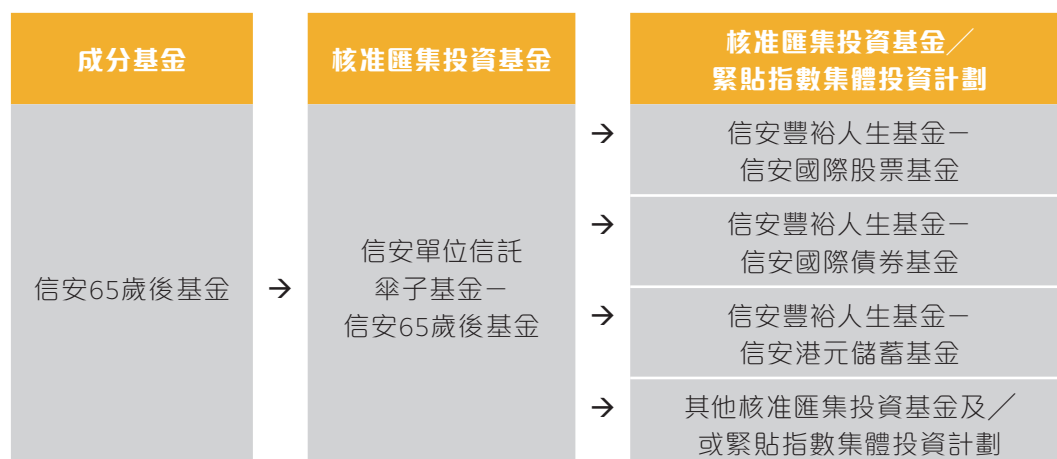 成分基金
核准匯集投資基金
核准匯集投資基金／
緊貼指數集體投資計劃
信安65歲後基金
→
信安單位信託
傘子基金－
信安65歲後基金
→
信安豐裕人生基金－
信安國際股票基金
→
信安豐裕人生基金－
信安國際債券基金
→
信安豐裕人生基金－
信安港元儲蓄基金
→
其他核准匯集投資基金及／
或緊貼指數集體投資計劃